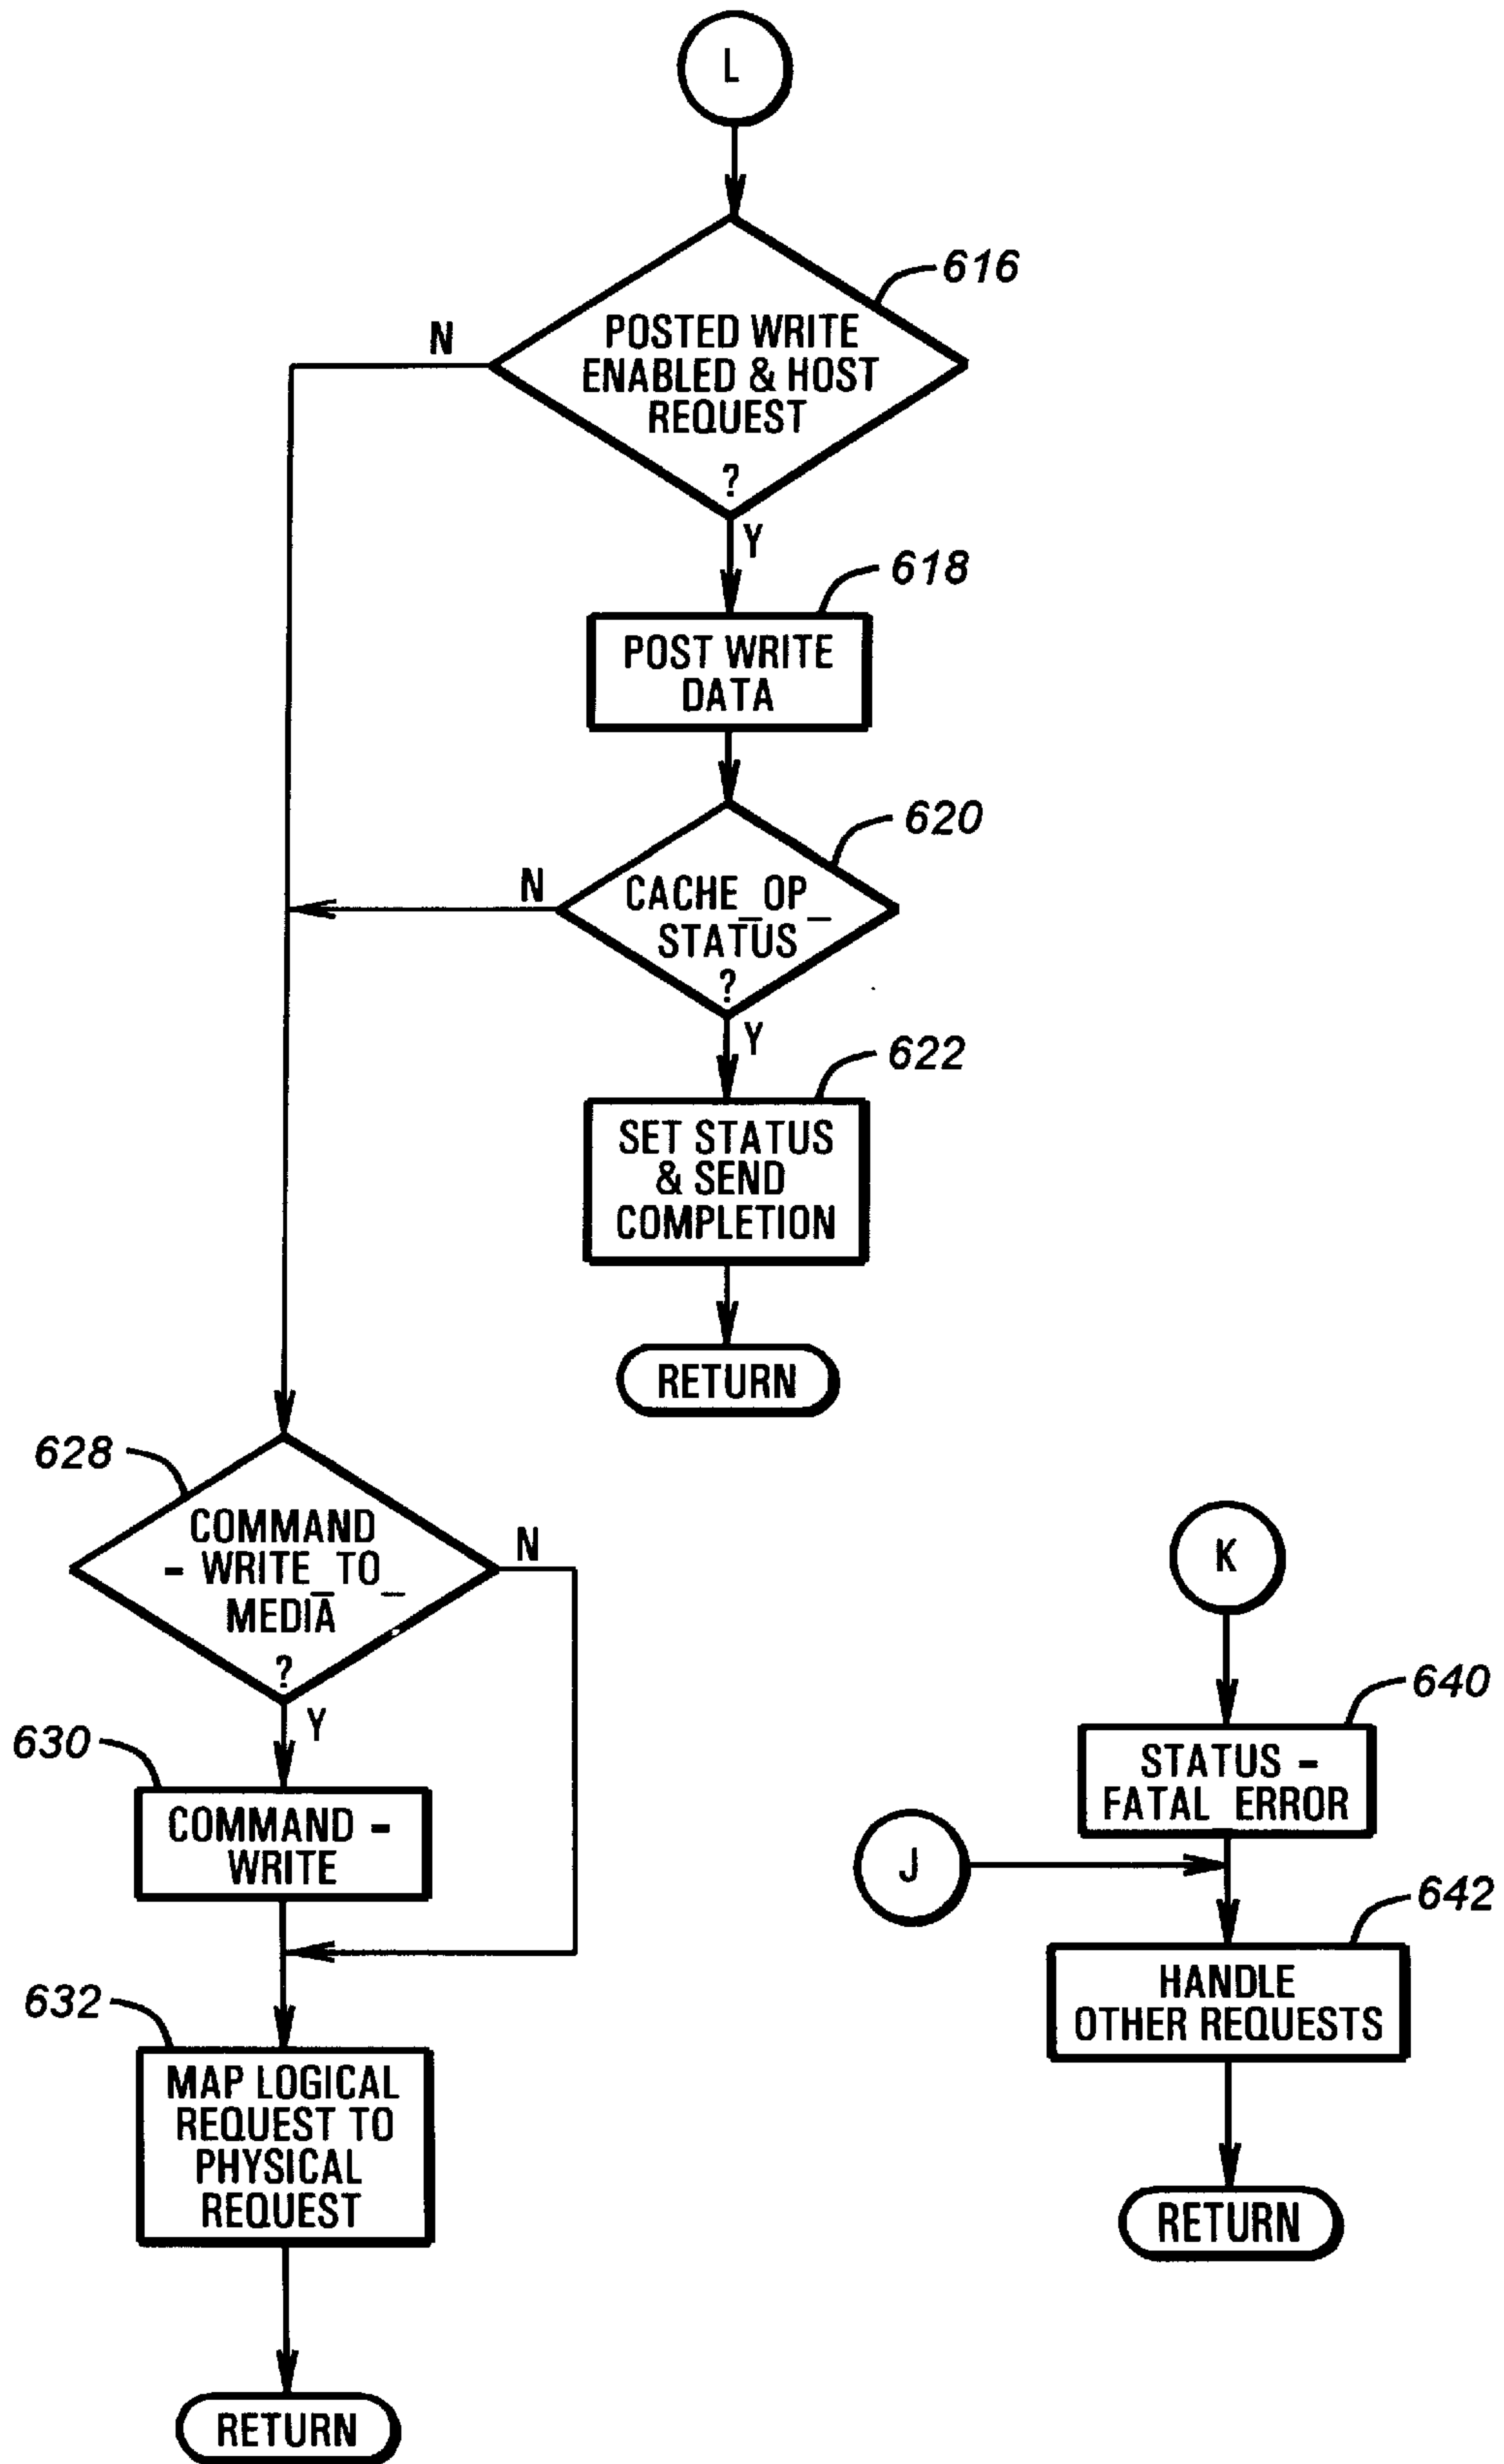 L
616
POSTED WRITE
ENABLED & HOST
REQUEST
?
N
Y
618
POST WRITE
DATA
620
CACHE_OP_
STATUS
?
N
Y
622
SET STATUS
& SEND
COMPLETION
RETURN
628
COMMAND
= WRITE_TO_
MEDIA
?
N
Y
630
COMMAND =
WRITE
632
MAP LOGICAL
REQUEST TO
PHYSICAL
REQUEST
RETURN
K
640
STATUS =
FATAL ERROR
J
642
HANDLE
OTHER REQUESTS
RETURN